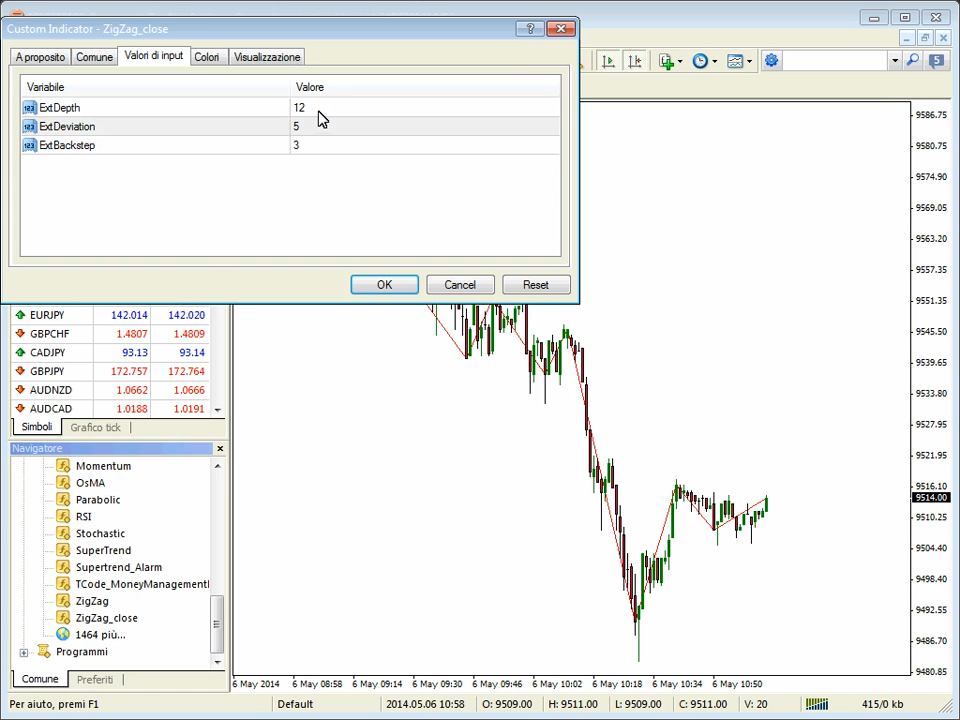 Custom Indicator - ZigZag_close
A proposito
Comune
Valori di input
Colori
Visualizzazione
Variabile Valore
ExtDepth 12
ExtDeviation 5
ExtBackstep 3
OK
Cancel
Reset
EURJPY 142.014 142.020
GBPCHF 1.4807 1.4809
CADJPY 93.13 93.14
GBPJPY 172.757 172.764
AUDNZD 1.0662 1.0666
AUDCAD 1.0188 1.0191
Simboli
Grafico tick
Navigatore
Momentum
OsMA
Parabolic
RSI
Stochastic
SuperTrend
Supertrend_Alarm
TCode_MoneyManagement
ZigZag
ZigZag_close
1464 più...
Programmi
Comune
Preferiti
5
9586.75
9580.75
9574.90
9569.05
9563.20
9557.35
9551.35
9545.50
9539.65
9533.80
9527.95
9521.95
9516.10
9514.00
9510.25
9504.40
9498.40
9492.55
9486.70
9480.85
6 May 2014
6 May 08:58
6 May 09:14
6 May 09:30
6 May 09:46
6 May 10:02
6 May 10:18
6 May 10:34
6 May 10:50
Per aiuto, premi F1
Default
2014.05.06 10:58
O: 9509.00
H: 9511.00
L: 9509.00
C: 9511.00
V: 20
415/0 kb